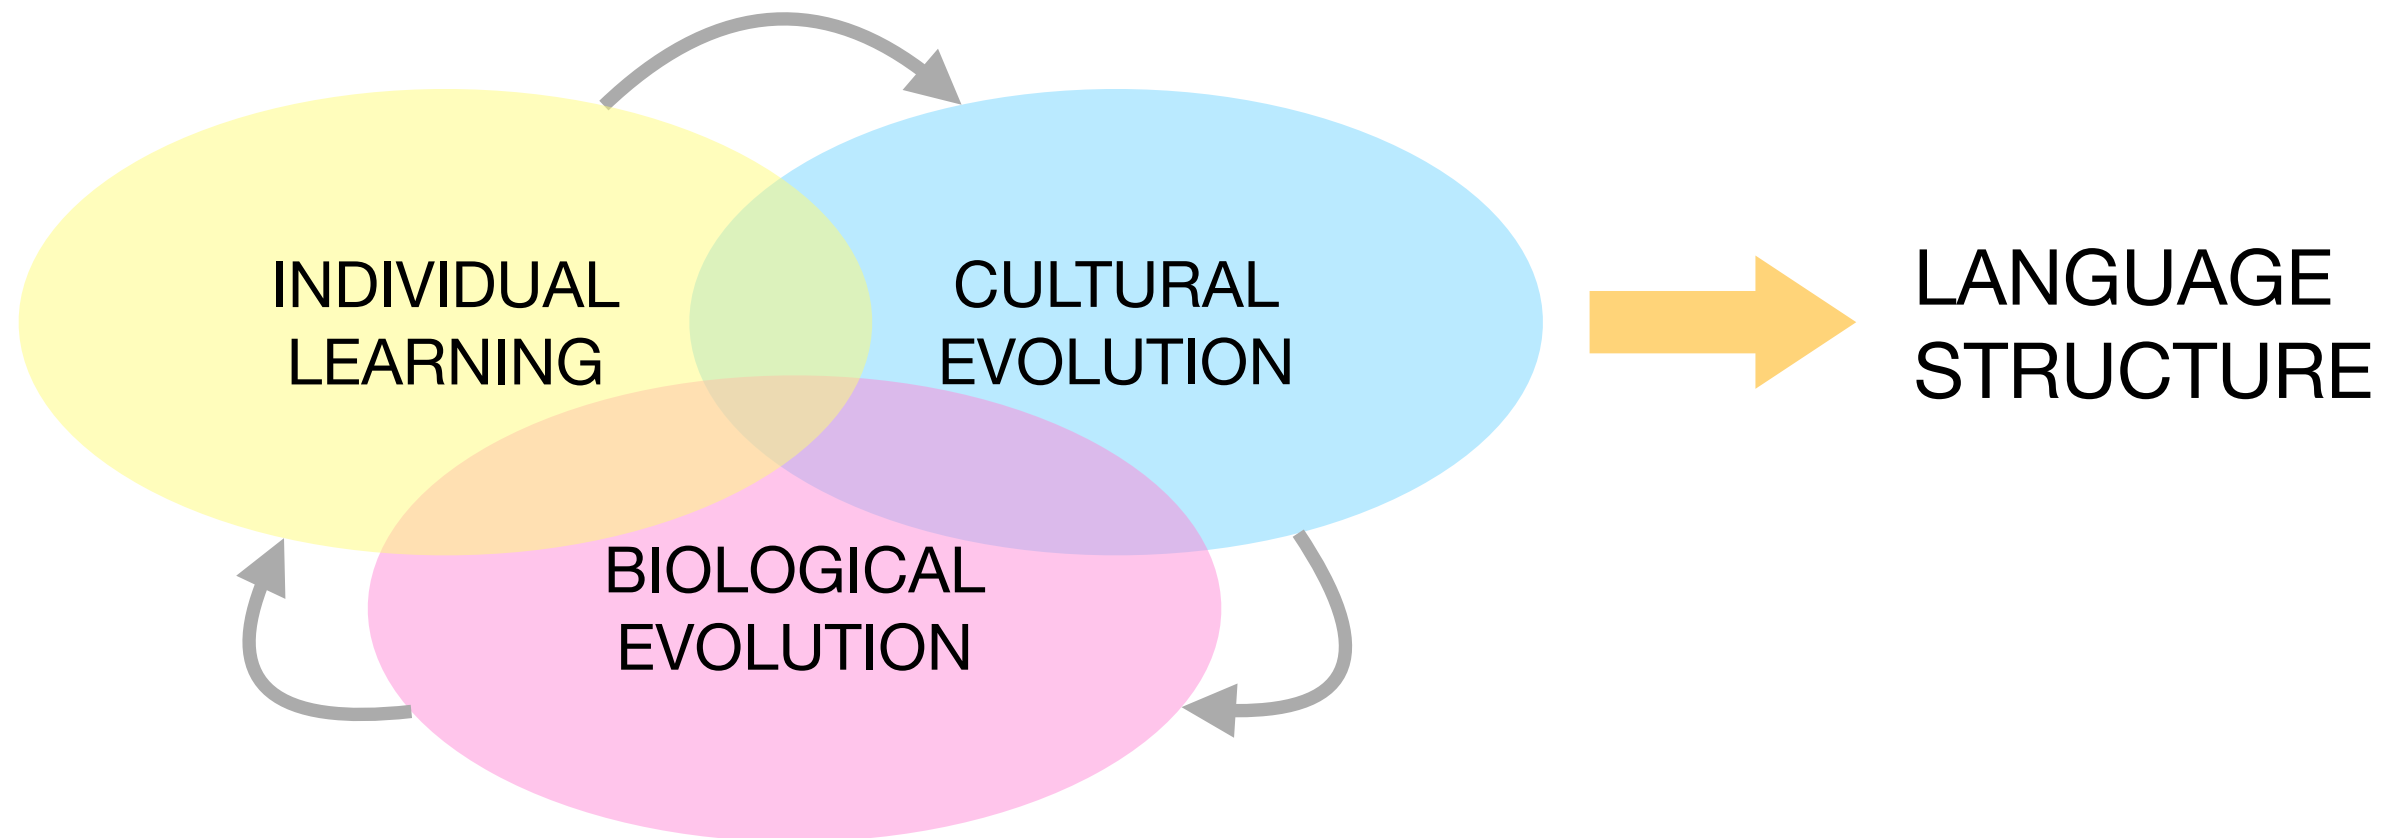 INDIVIDUAL
LEARNING
CULTURAL
EVOLUTION
BIOLOGICAL
EVOLUTION
LANGUAGE
STRUCTURE